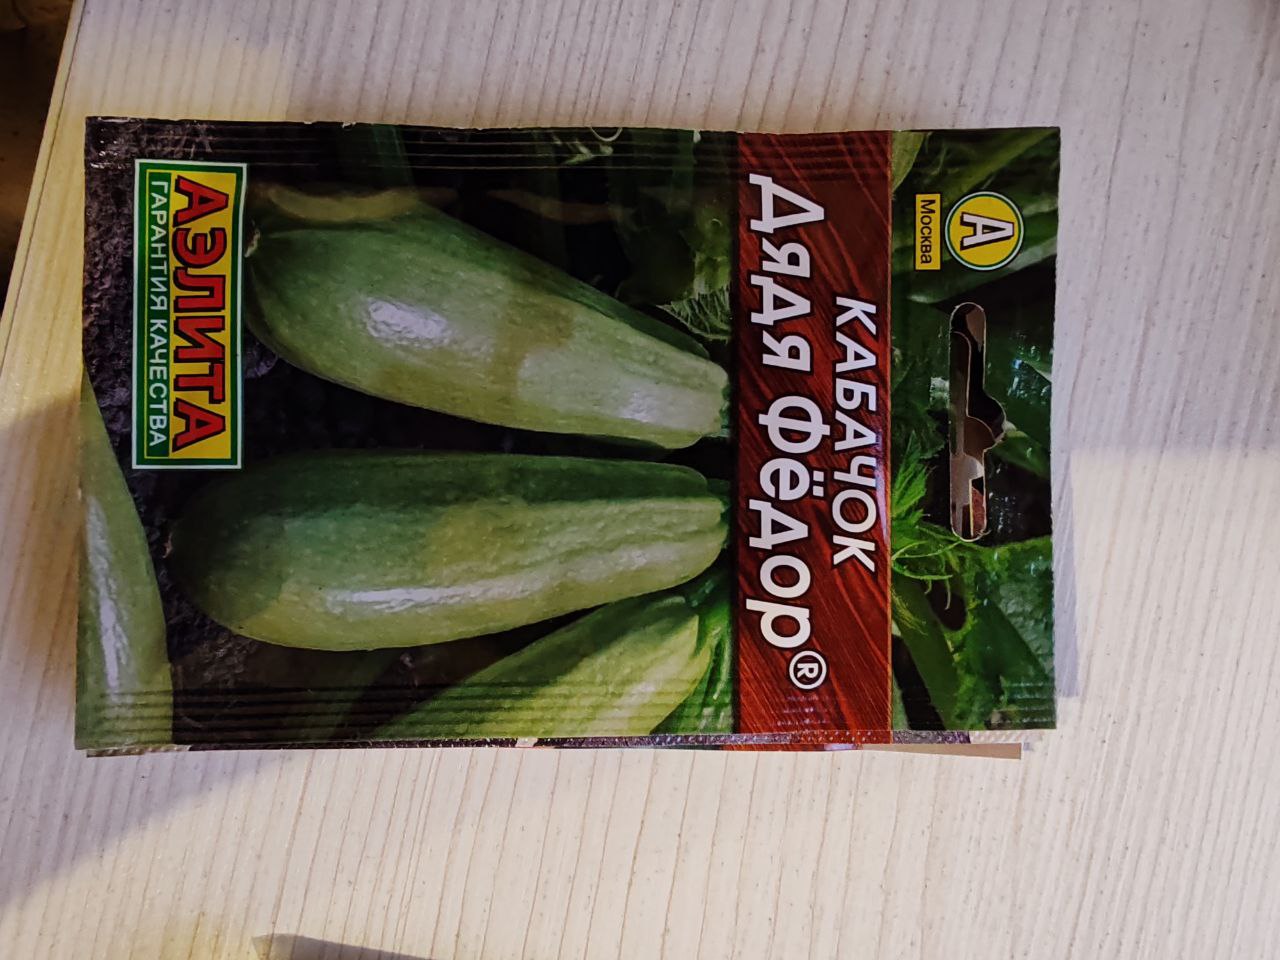 А
Москва
КАБАЧОК
Дядя Фёдор®
АЭЛИТА
ГАРАНТИЯ КАЧЕСТВА